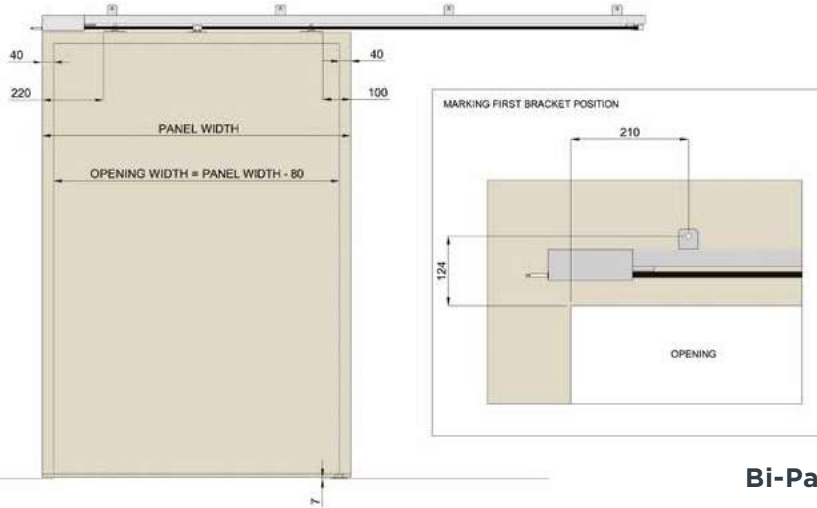 40
40
220
100
PANEL WIDTH
OPENING WIDTH = PANEL WIDTH - 80
7
MARKING FIRST BRACKET POSITION
210
124
OPENING
Bi-Pa